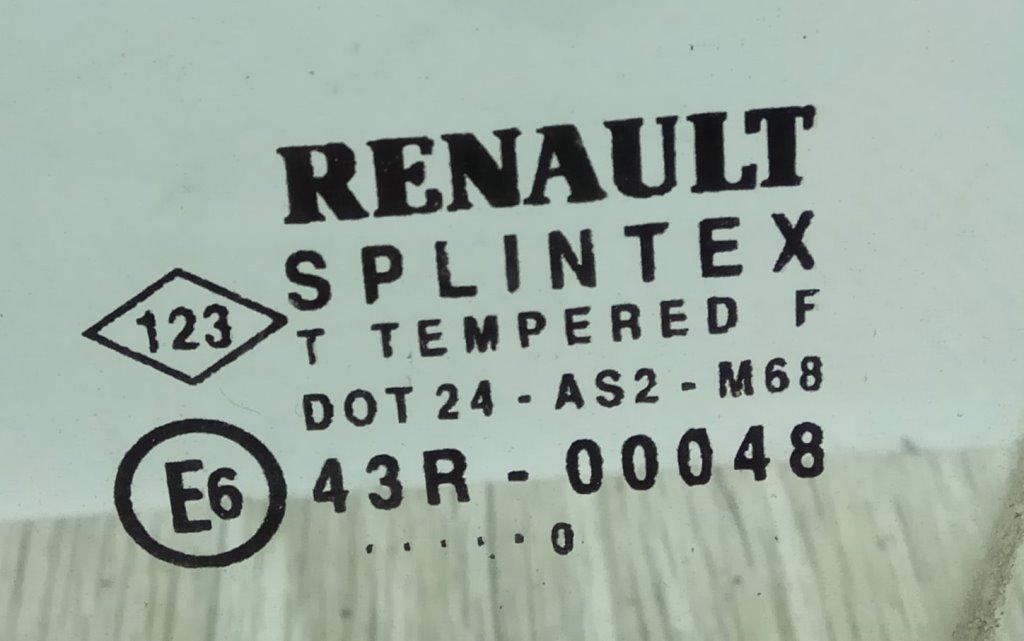 RENAULT
SPLINTEX
123
T TEMPERED F
DOT 24 - AS2 - M68
E6
43R - 00048
. . . . . . 0